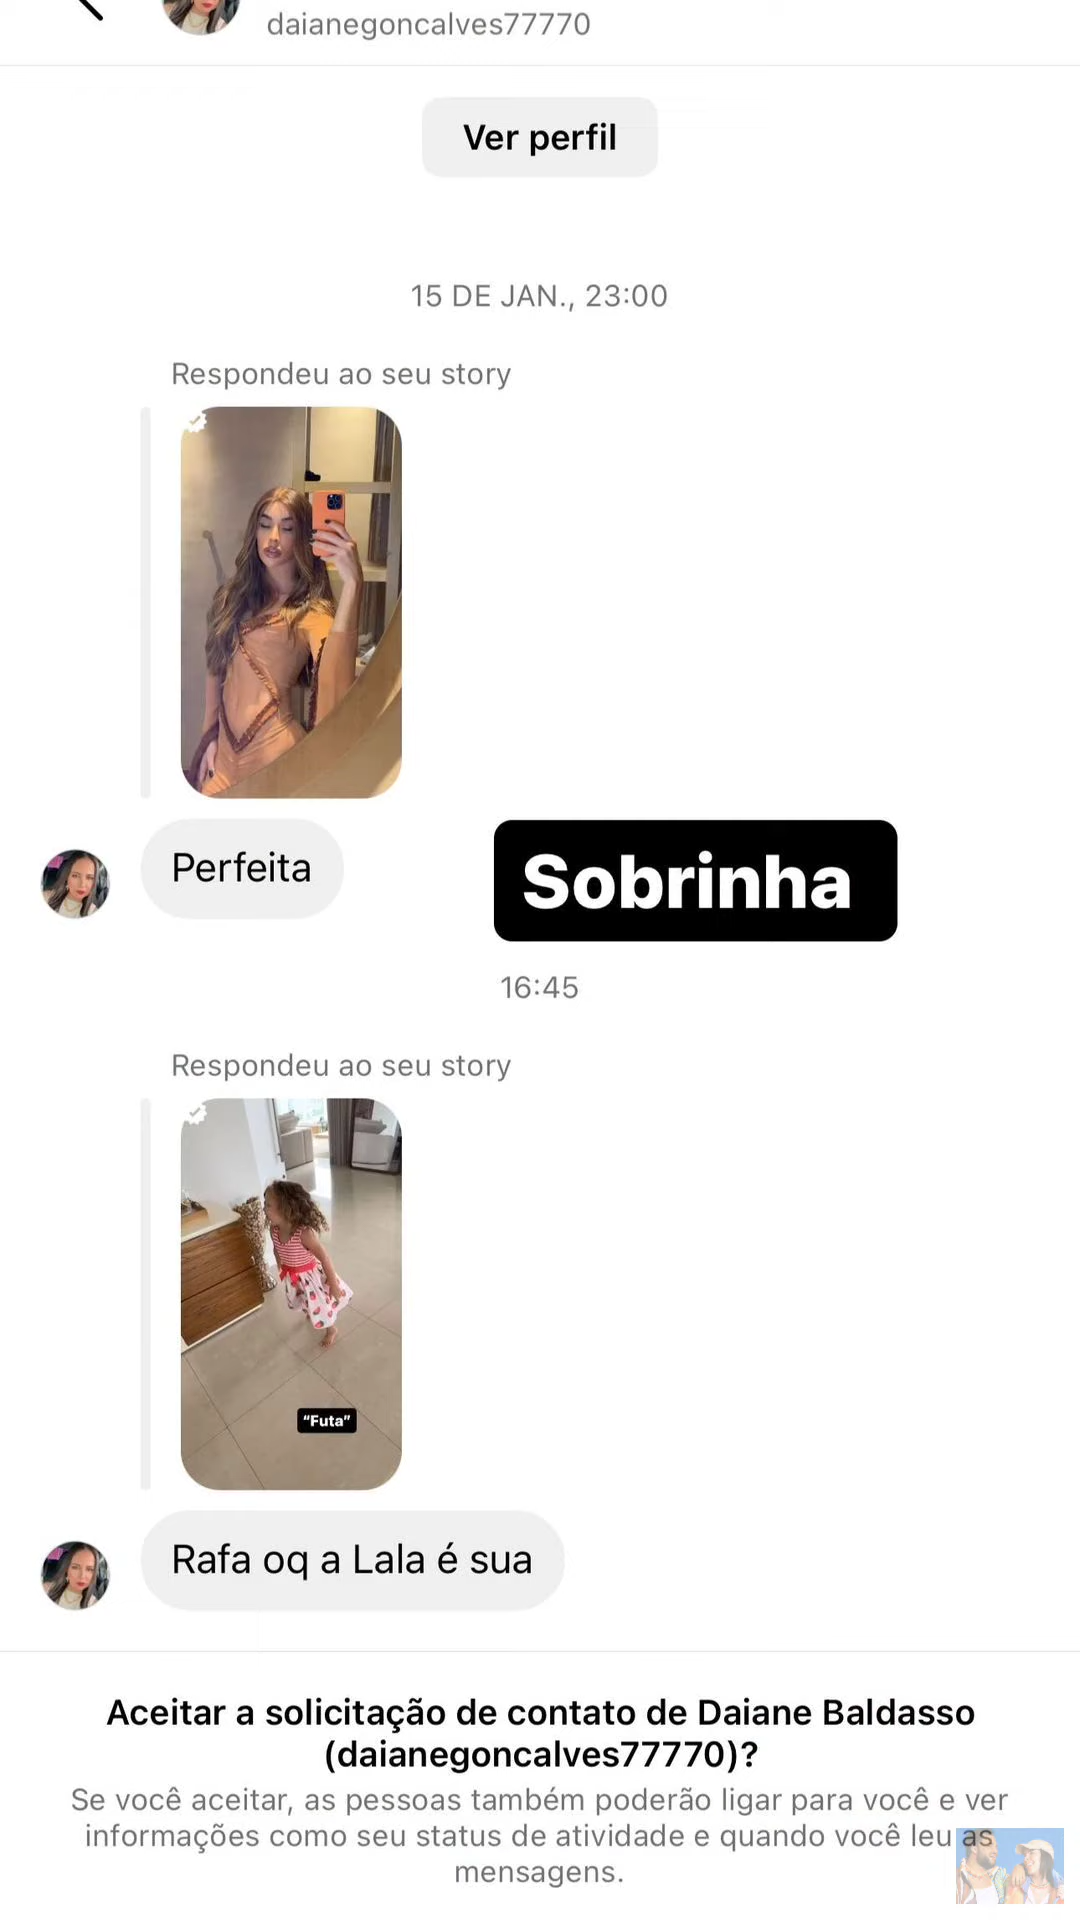 daianegoncalves77770
Ver perfil
15 DE JAN., 23:00
Respondeu ao seu story
Perfeita
Sobrinha
16:45
Respondeu ao seu story
"Futa"
Rafa oq a Lala é sua
Aceitar a solicitação de contato de Daiane Baldasso
(daianegoncalves77770)?
Se você aceitar, as pessoas também poderão ligar para você e ver
informações como seu status de atividade e quando você leu as
mensagens.